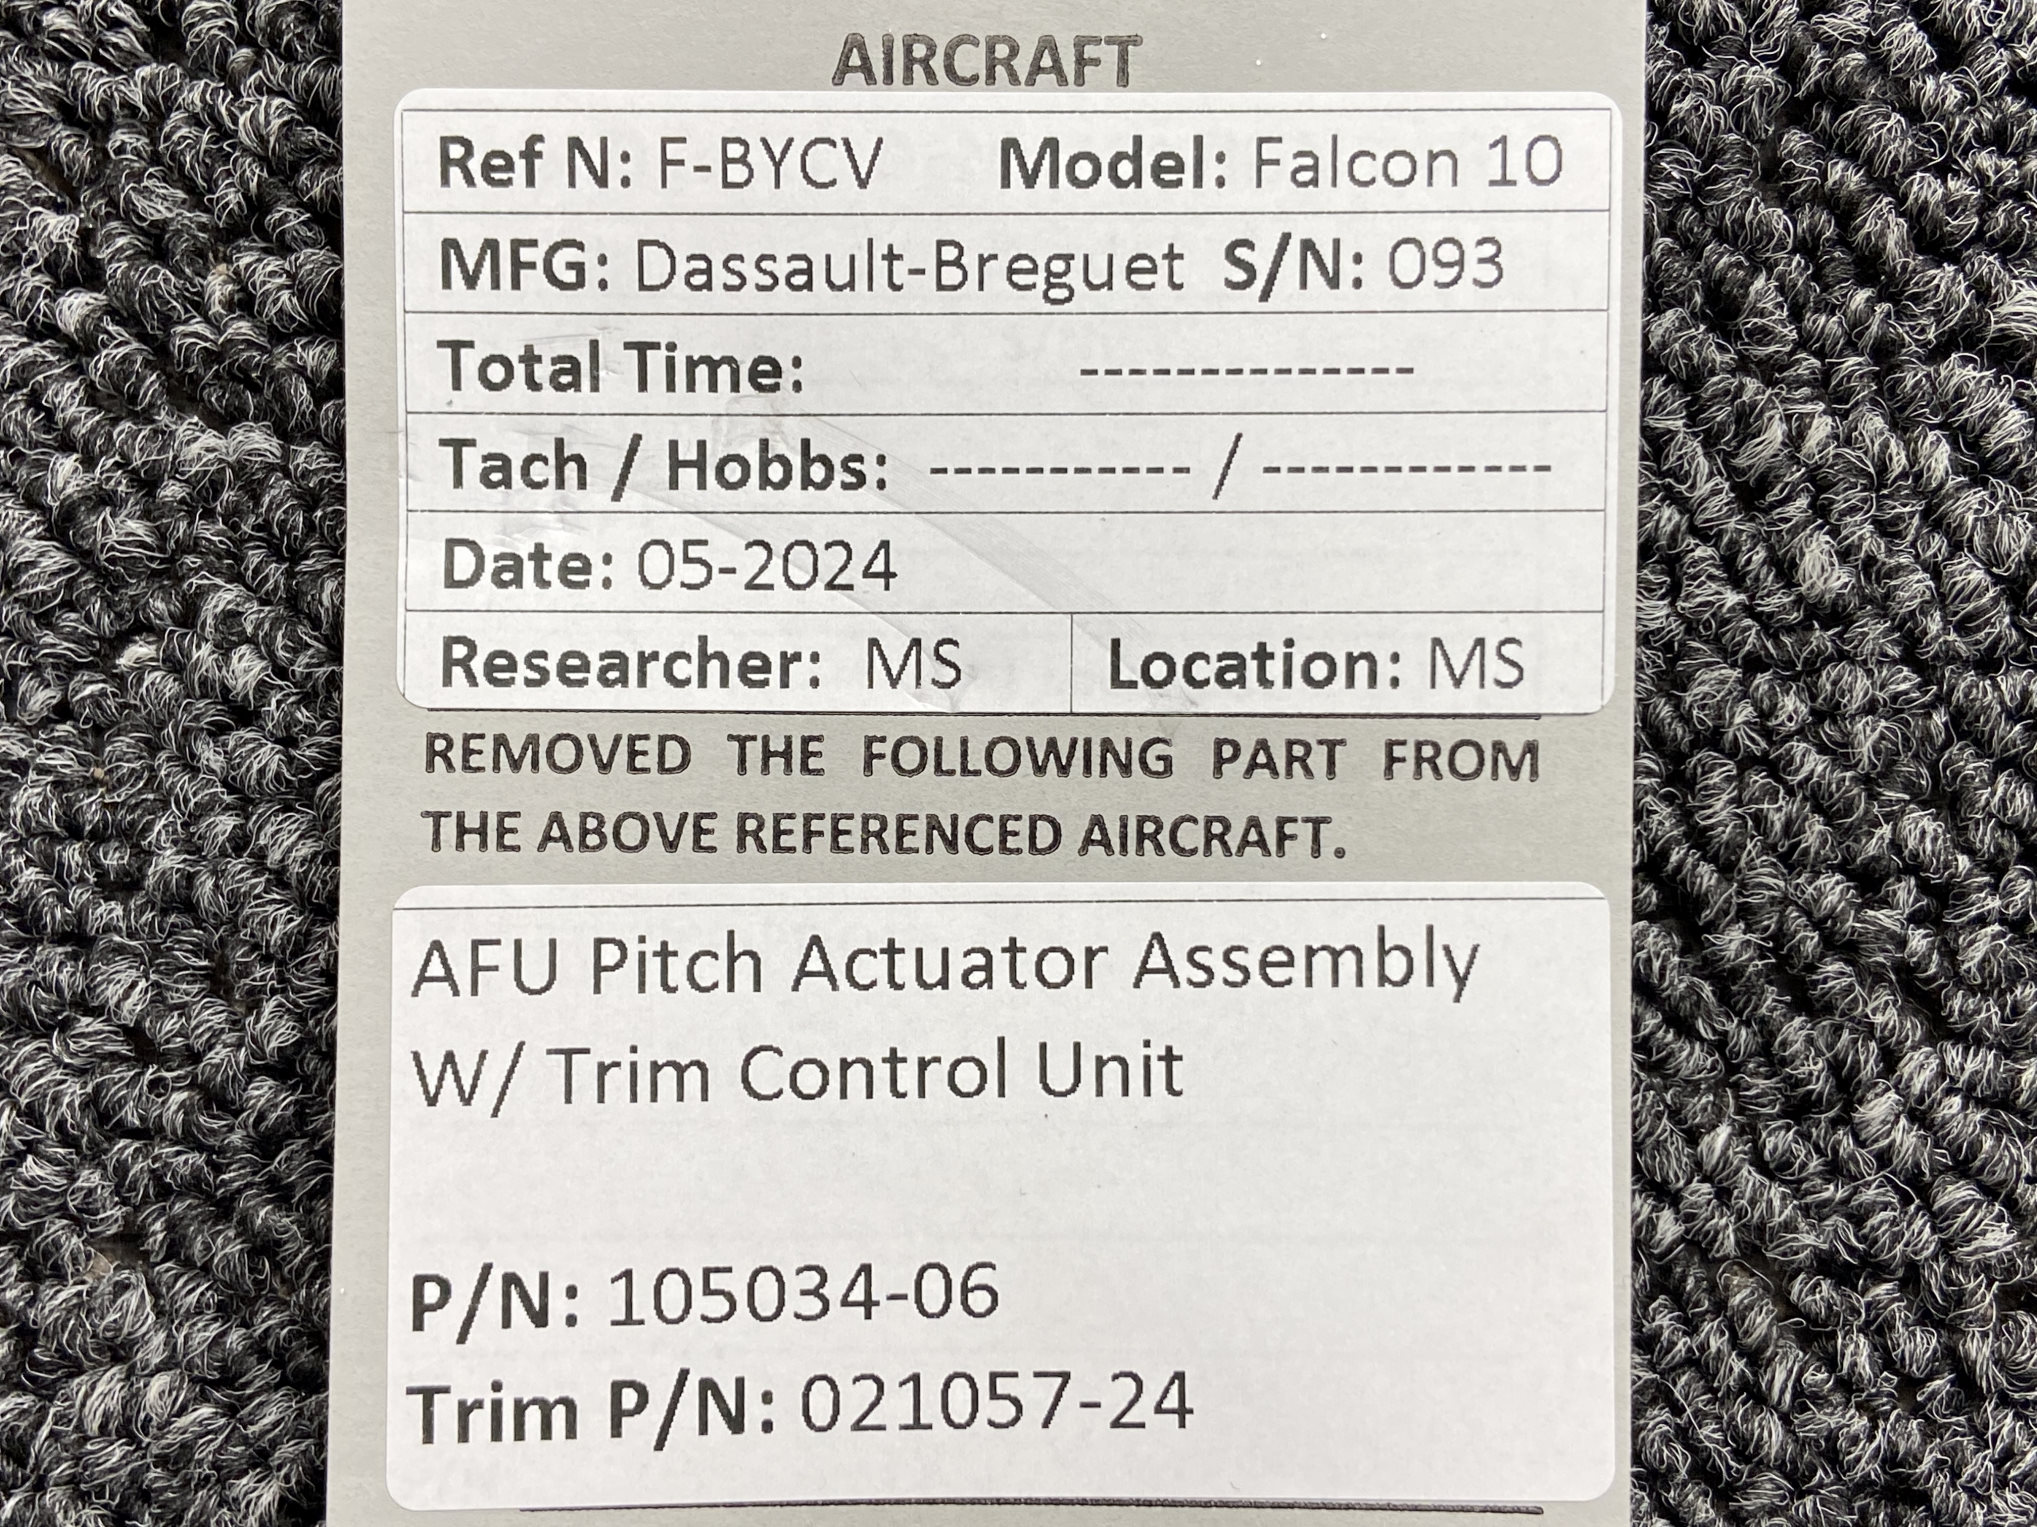 AIRCRAFT
Ref N: F-BYCV Model: Falcon 10
MFG: Dassault-Breguet S/N: 093
Total Time: --------------
Tach / Hobbs: ----------- / ------------
Date: 05-2024
Researcher: MS Location: MS
REMOVED THE FOLLOWING PART FROM
THE ABOVE REFERENCED AIRCRAFT.
AFU Pitch Actuator Assembly
W/ Trim Control Unit
P/N: 105034-06
Trim P/N: 021057-24